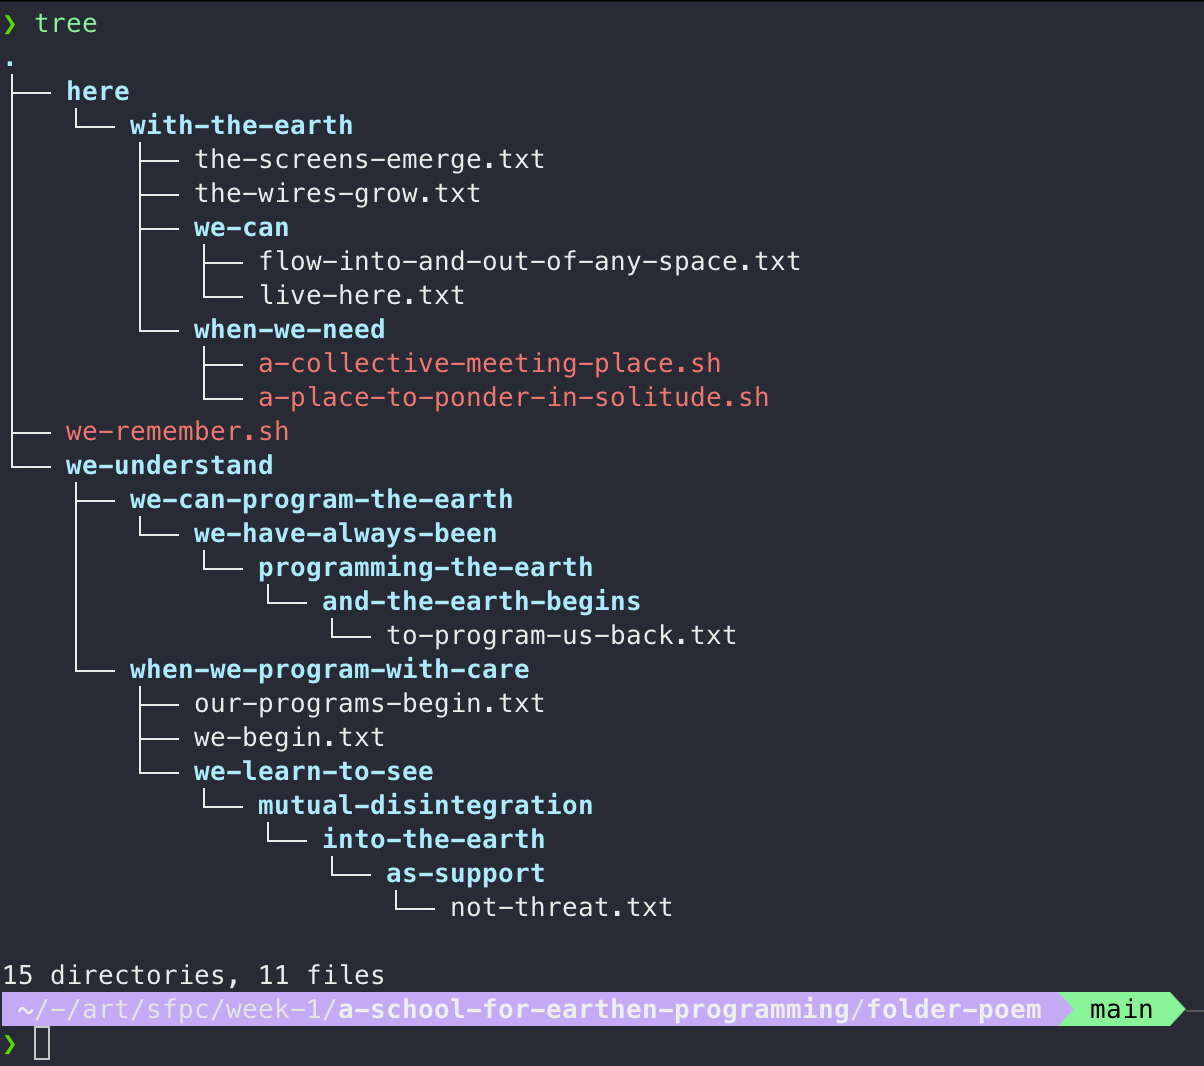 ❯ tree
.
├── here
│   └── with-the-earth
│       ├── the-screens-emerge.txt
│       ├── the-wires-grow.txt
│       ├── we-can
│       │   ├── flow-into-and-out-of-any-space.txt
│       │   └── live-here.txt
│       └── when-we-need
│           ├── a-collective-meeting-place.sh
│           └── a-place-to-ponder-in-solitude.sh
├── we-remember.sh
└── we-understand
    ├── we-can-program-the-earth
    │   └── we-have-always-been
    │       └── programming-the-earth
    │           └── and-the-earth-begins
    │               └── to-program-us-back.txt
    └── when-we-program-with-care
        ├── our-programs-begin.txt
        ├── we-begin.txt
        └── we-learn-to-see
            └── mutual-disintegration
                └── into-the-earth
                    └── as-support
                        └── not-threat.txt

15 directories, 11 files
~/-/art/sfpc/week-1/a-school-for-earthen-programming/folder-poem main
❯